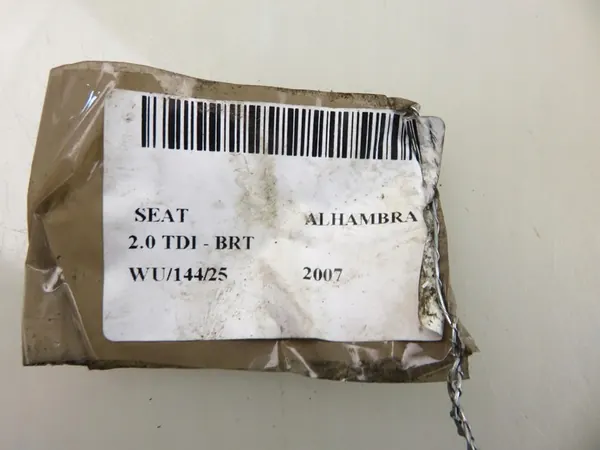 SEAT ALHAMBRA
2.0 TDI - BRT
WU/144/25 2007